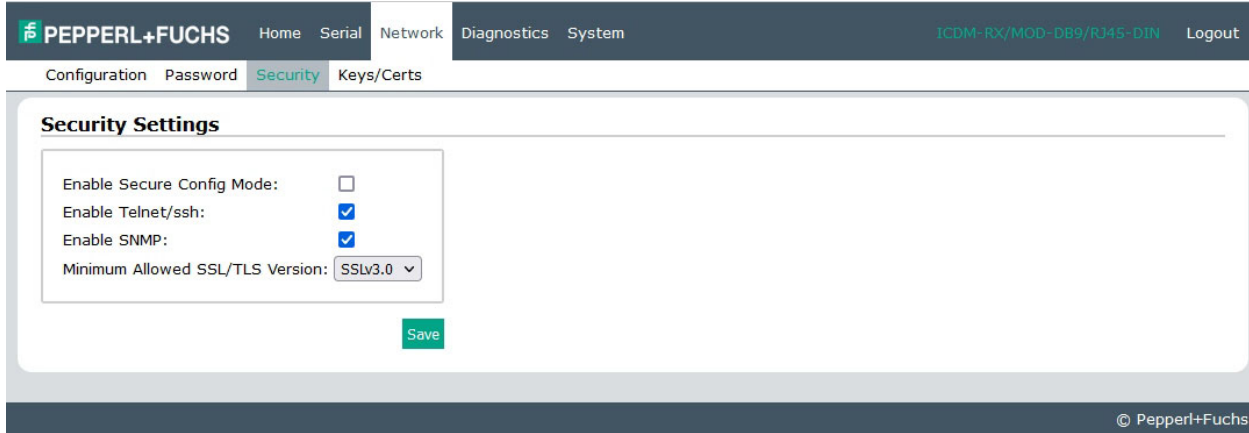 PEPPERL+FUCHS Home Serial Network Diagnostics System ICDM-RX/MOD-DB9/RJ45-DIN Logout
Configuration Password Security Keys/Certs
Security Settings
Enable Secure Config Mode:
Enable Telnet/ssh:
Enable SNMP:
Minimum Allowed SSL/TLS Version: SSLv3.0
Save
© Pepperl+Fuchs